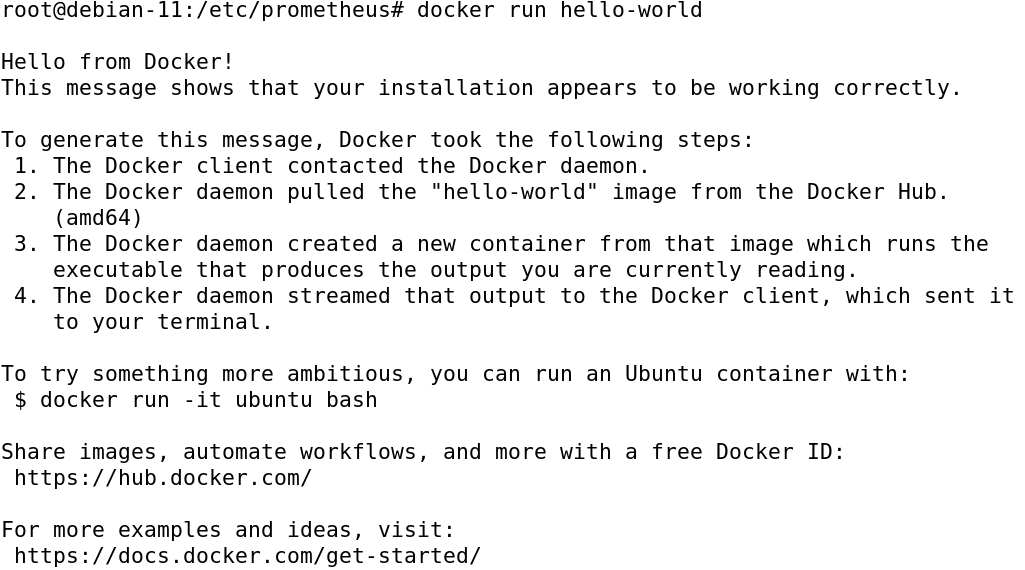 root@debian-11:/etc/prometheus# docker run hello-world

Hello from Docker!
This message shows that your installation appears to be working correctly.

To generate this message, Docker took the following steps:
 1. The Docker client contacted the Docker daemon.
 2. The Docker daemon pulled the "hello-world" image from the Docker Hub.
    (amd64)
 3. The Docker daemon created a new container from that image which runs the
    executable that produces the output you are currently reading.
 4. The Docker daemon streamed that output to the Docker client, which sent it
    to your terminal.

To try something more ambitious, you can run an Ubuntu container with:
 $ docker run -it ubuntu bash

Share images, automate workflows, and more with a free Docker ID:
 https://hub.docker.com/

For more examples and ideas, visit:
 https://docs.docker.com/get-started/